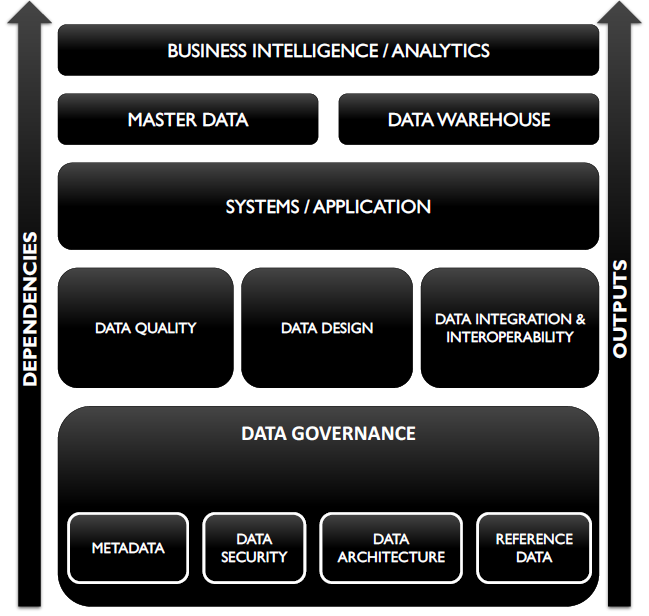 BUSINESS INTELLIGENCE / ANALYTICS
MASTER DATA
DATA WAREHOUSE
SYSTEMS / APPLICATION
DEPENDENCIES
OUTPUTS
DATA QUALITY
DATA DESIGN
DATA INTEGRATION &
INTEROPERABILITY
DATA GOVERNANCE
METADATA
DATA
SECURITY
DATA
ARCHITECTURE
REFERENCE
DATA